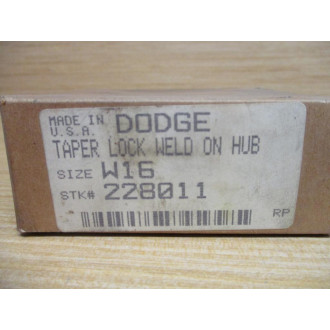 MADE IN
U.S.A. DODGE
TAPER LOCK WELD ON HUB
SIZE W16
STK# 228011
RP